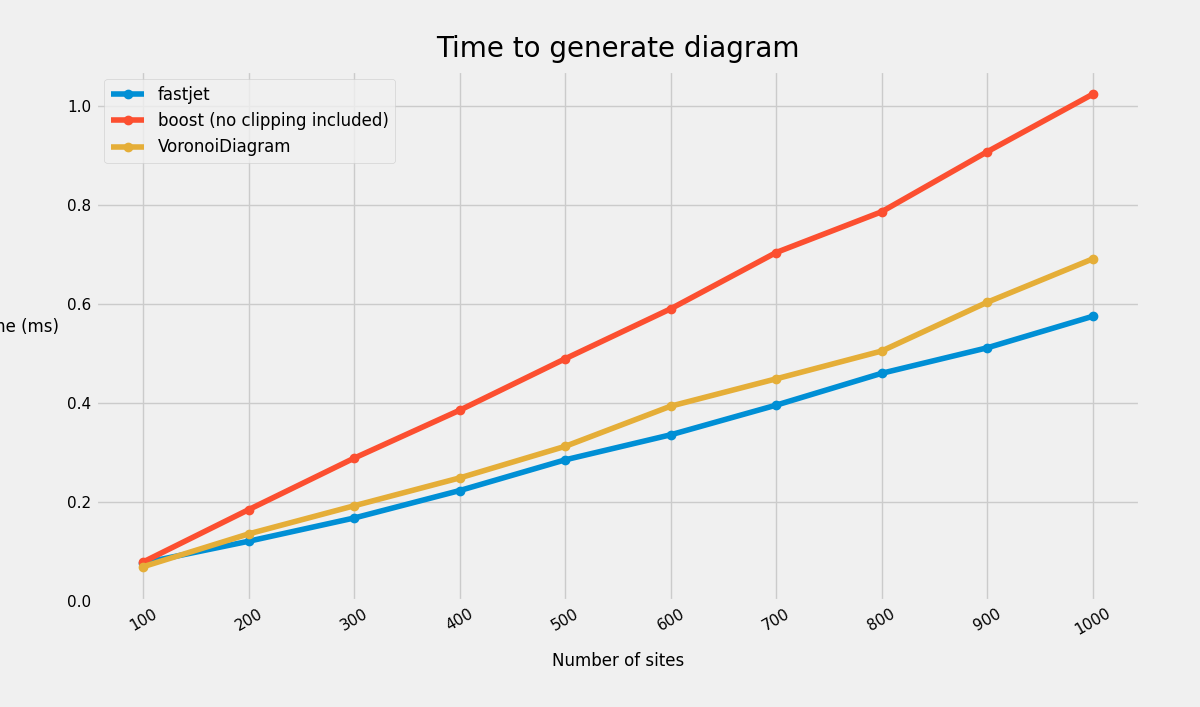 Time to generate diagram
fastjet
boost (no clipping included)
VoronoiDiagram
1.0
0.8
0.6
(ms)
0.4
0.2
0.0
100 200 300 400 500 600 700 800 900 1000
Number of sites